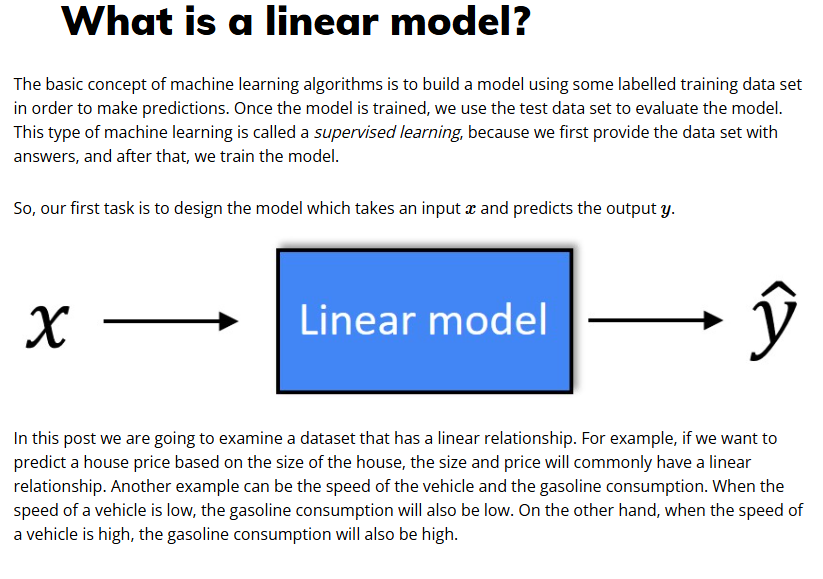 What is a linear model?
The basic concept of machine learning algorithms is to build a model using some labelled training data set
in order to make predictions. Once the model is trained, we use the test data set to evaluate the model.
This type of machine learning is called a supervised learning, because we first provide the data set with
answers, and after that, we train the model.
So, our first task is to design the model which takes an input x and predicts the output y.
x Linear model ŷ
In this post we are going to examine a dataset that has a linear relationship. For example, if we want to
predict a house price based on the size of the house, the size and price will commonly have a linear
relationship. Another example can be the speed of the vehicle and the gasoline consumption. When the
speed of a vehicle is low, the gasoline consumption will also be low. On the other hand, when the speed of
a vehicle is high, the gasoline consumption will also be high.